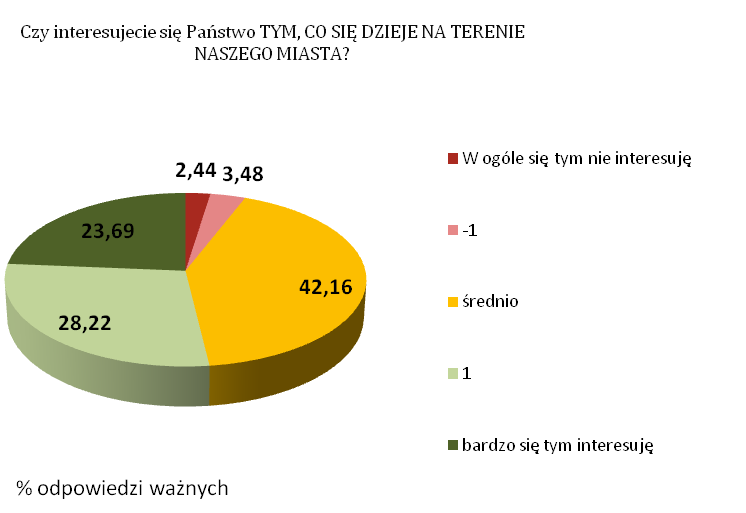 Czy interesujecie się Państwo TYM, CO SIĘ DZIEJE NA TERENIE
NASZEGO MIASTA?
2,44
3,48
23,69
42,16
28,22
W ogóle się tym nie interesuję
-1
średnio
1
bardzo się tym interesuję
% odpowiedzi ważnych